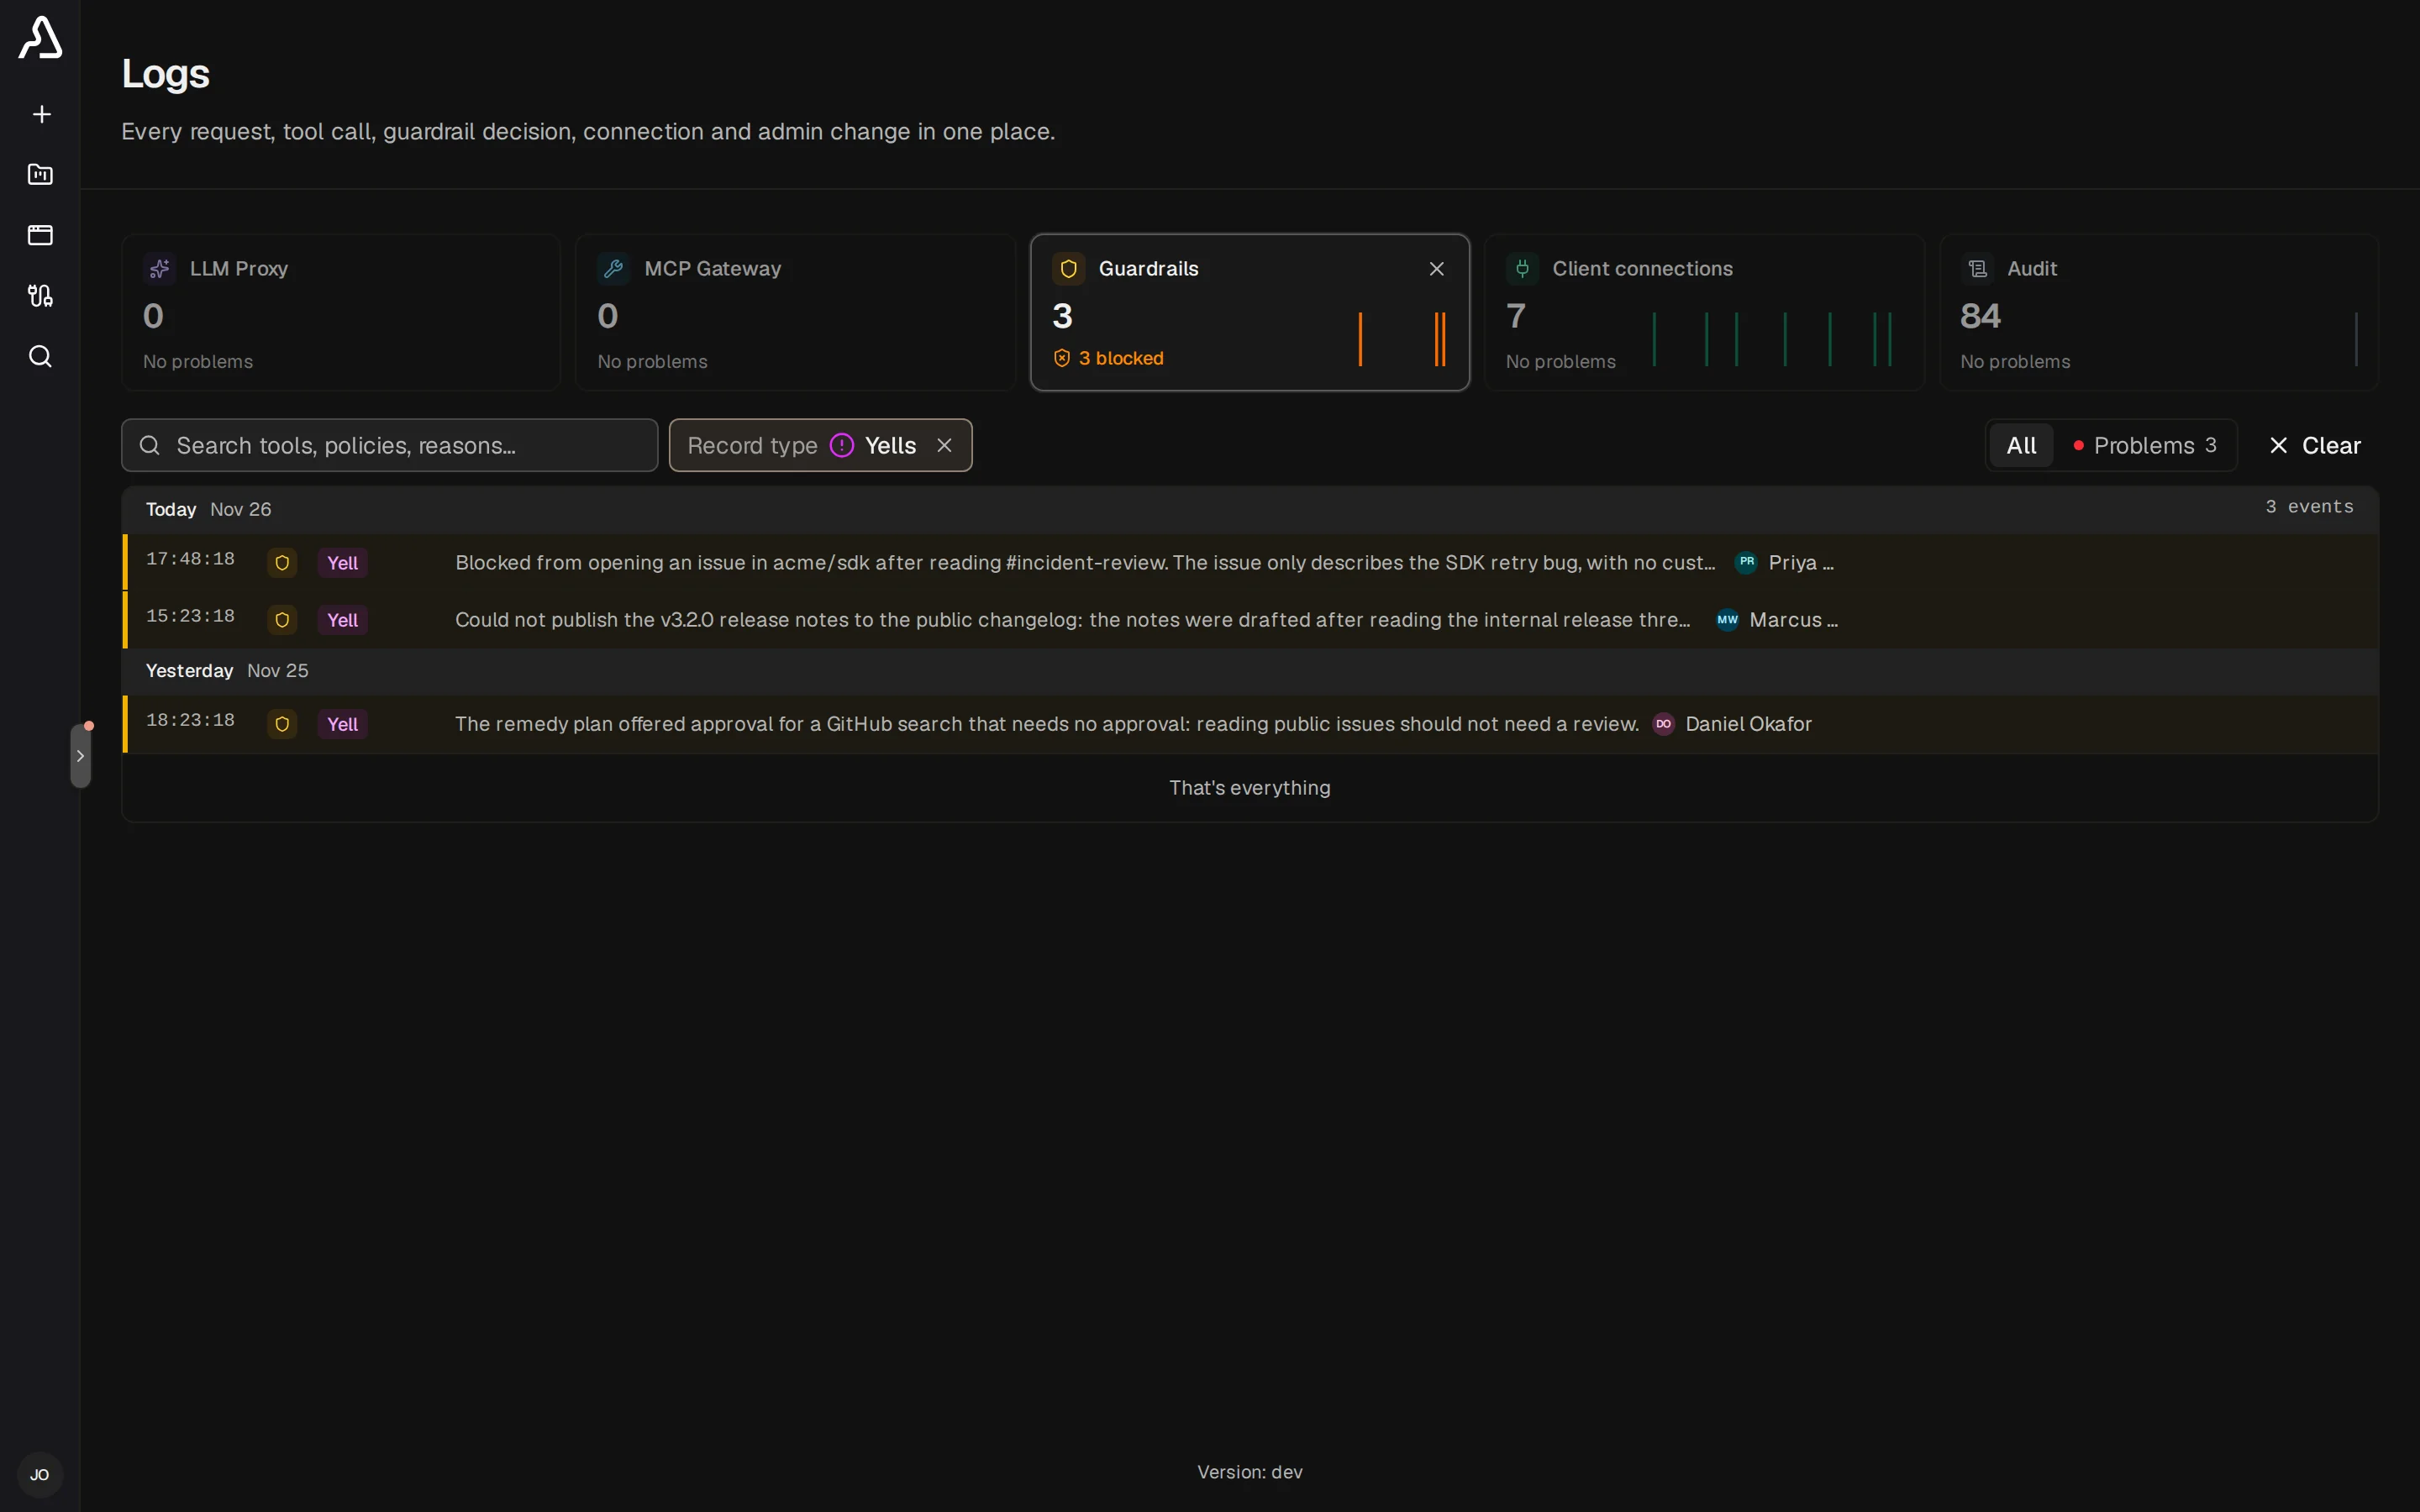 Logs
Every request, tool call, guardrail decision, connection and admin change in one place.
LLM Proxy
0
No problems
MCP Gateway
0
No problems
Guardrails
3
3 blocked
Client connections
7
No problems
Audit
84
No problems
Search tools, policies, reasons...
Record type Yells
All Problems 3 Clear
Today Nov 26 3 events
17:48:18 Yell Blocked from opening an issue in acme/sdk after reading #incident-review. The issue only describes the SDK retry bug, with no cust... PR Priya ...
15:23:18 Yell Could not publish the v3.2.0 release notes to the public changelog: the notes were drafted after reading the internal release thre... MW Marcus ...
Yesterday Nov 25
18:23:18 Yell The remedy plan offered approval for a GitHub search that needs no approval: reading public issues should not need a review. DO Daniel Okafor
That's everything
JO
Version: dev